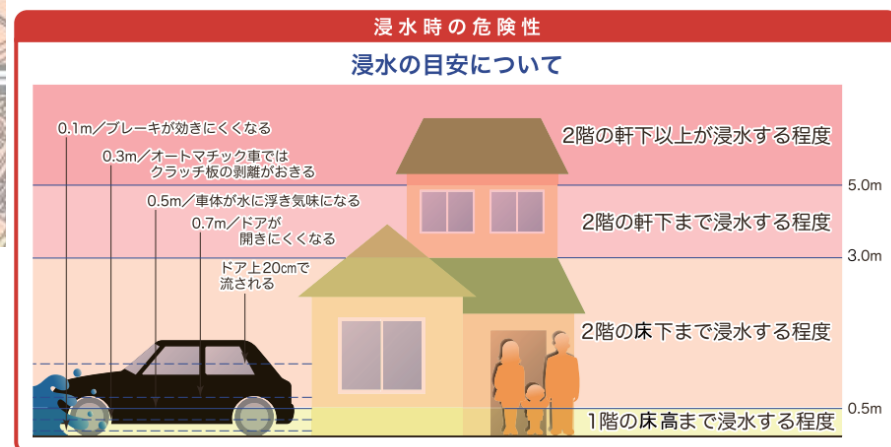 浸水時の危険性
浸水の目安について
0.1m／ブレーキが効きにくくなる
0.3m／オートマチック車では
クラッチ板の剥離がおきる
0.5m／車体が水に浮き気味になる
0.7m／ドアが
開きにくくなる
ドア上20cmで
流される
2階の軒下以上が浸水する程度
5.0m
2階の軒下まで浸水する程度
3.0m
2階の床下まで浸水する程度
0.5m
1階の床高まで浸水する程度